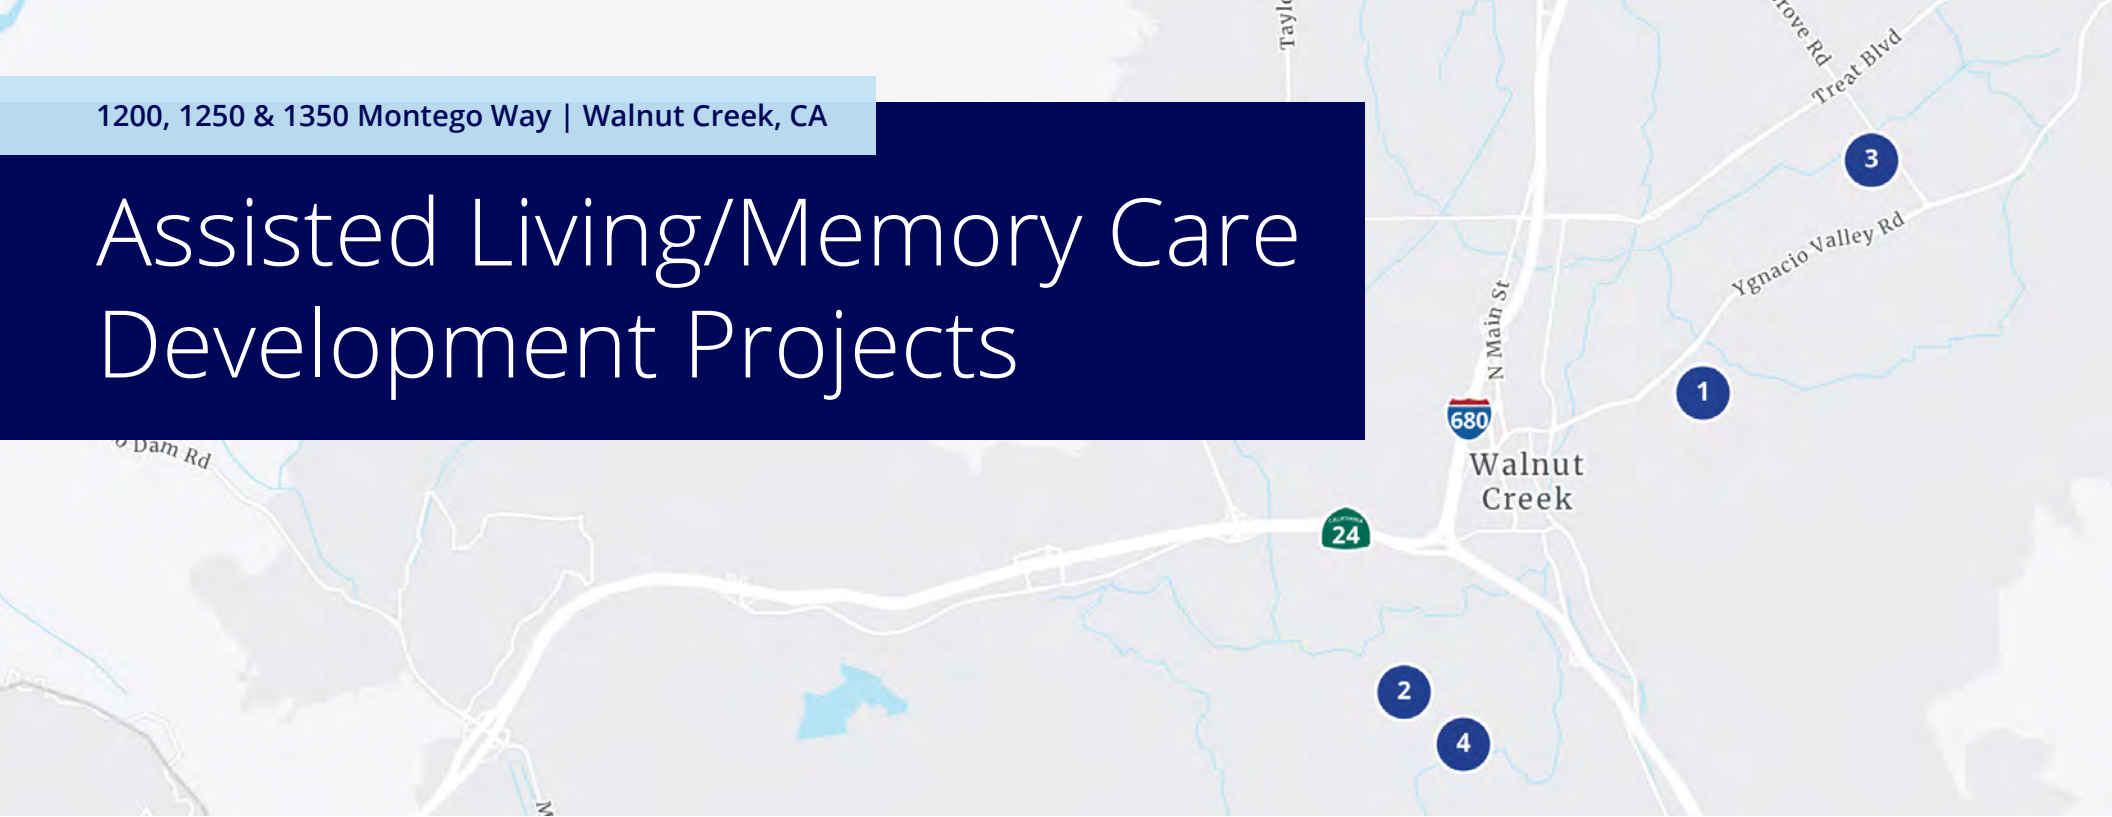 1200, 1250 & 1350 Montego Way | Walnut Creek, CA
Assisted Living/Memory Care
Development Projects
Treat Blvd
3
Ygnacio Valley Rd
N Main St
1
680
Walnut
Creek
Dam Rd
CALIFORNIA
24
2
4